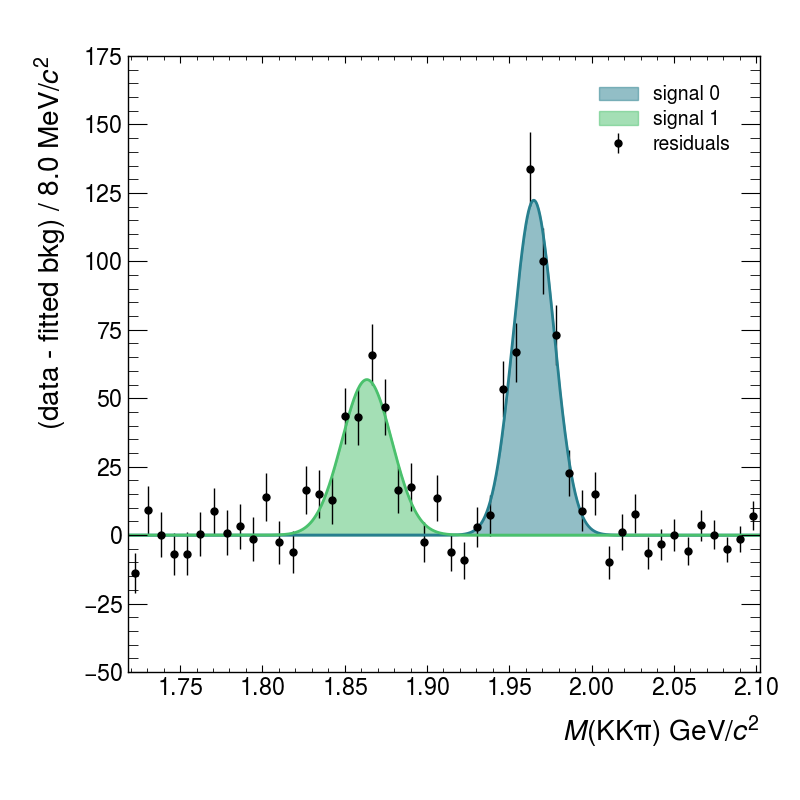 (data - fitted bkg) / 8.0 MeV/c²
175
150
125
100
75
50
25
0
−25
−50
signal 0
signal 1
residuals
1.75 1.80 1.85 1.90 1.95 2.00 2.05 2.10
M(KKπ) GeV/c²